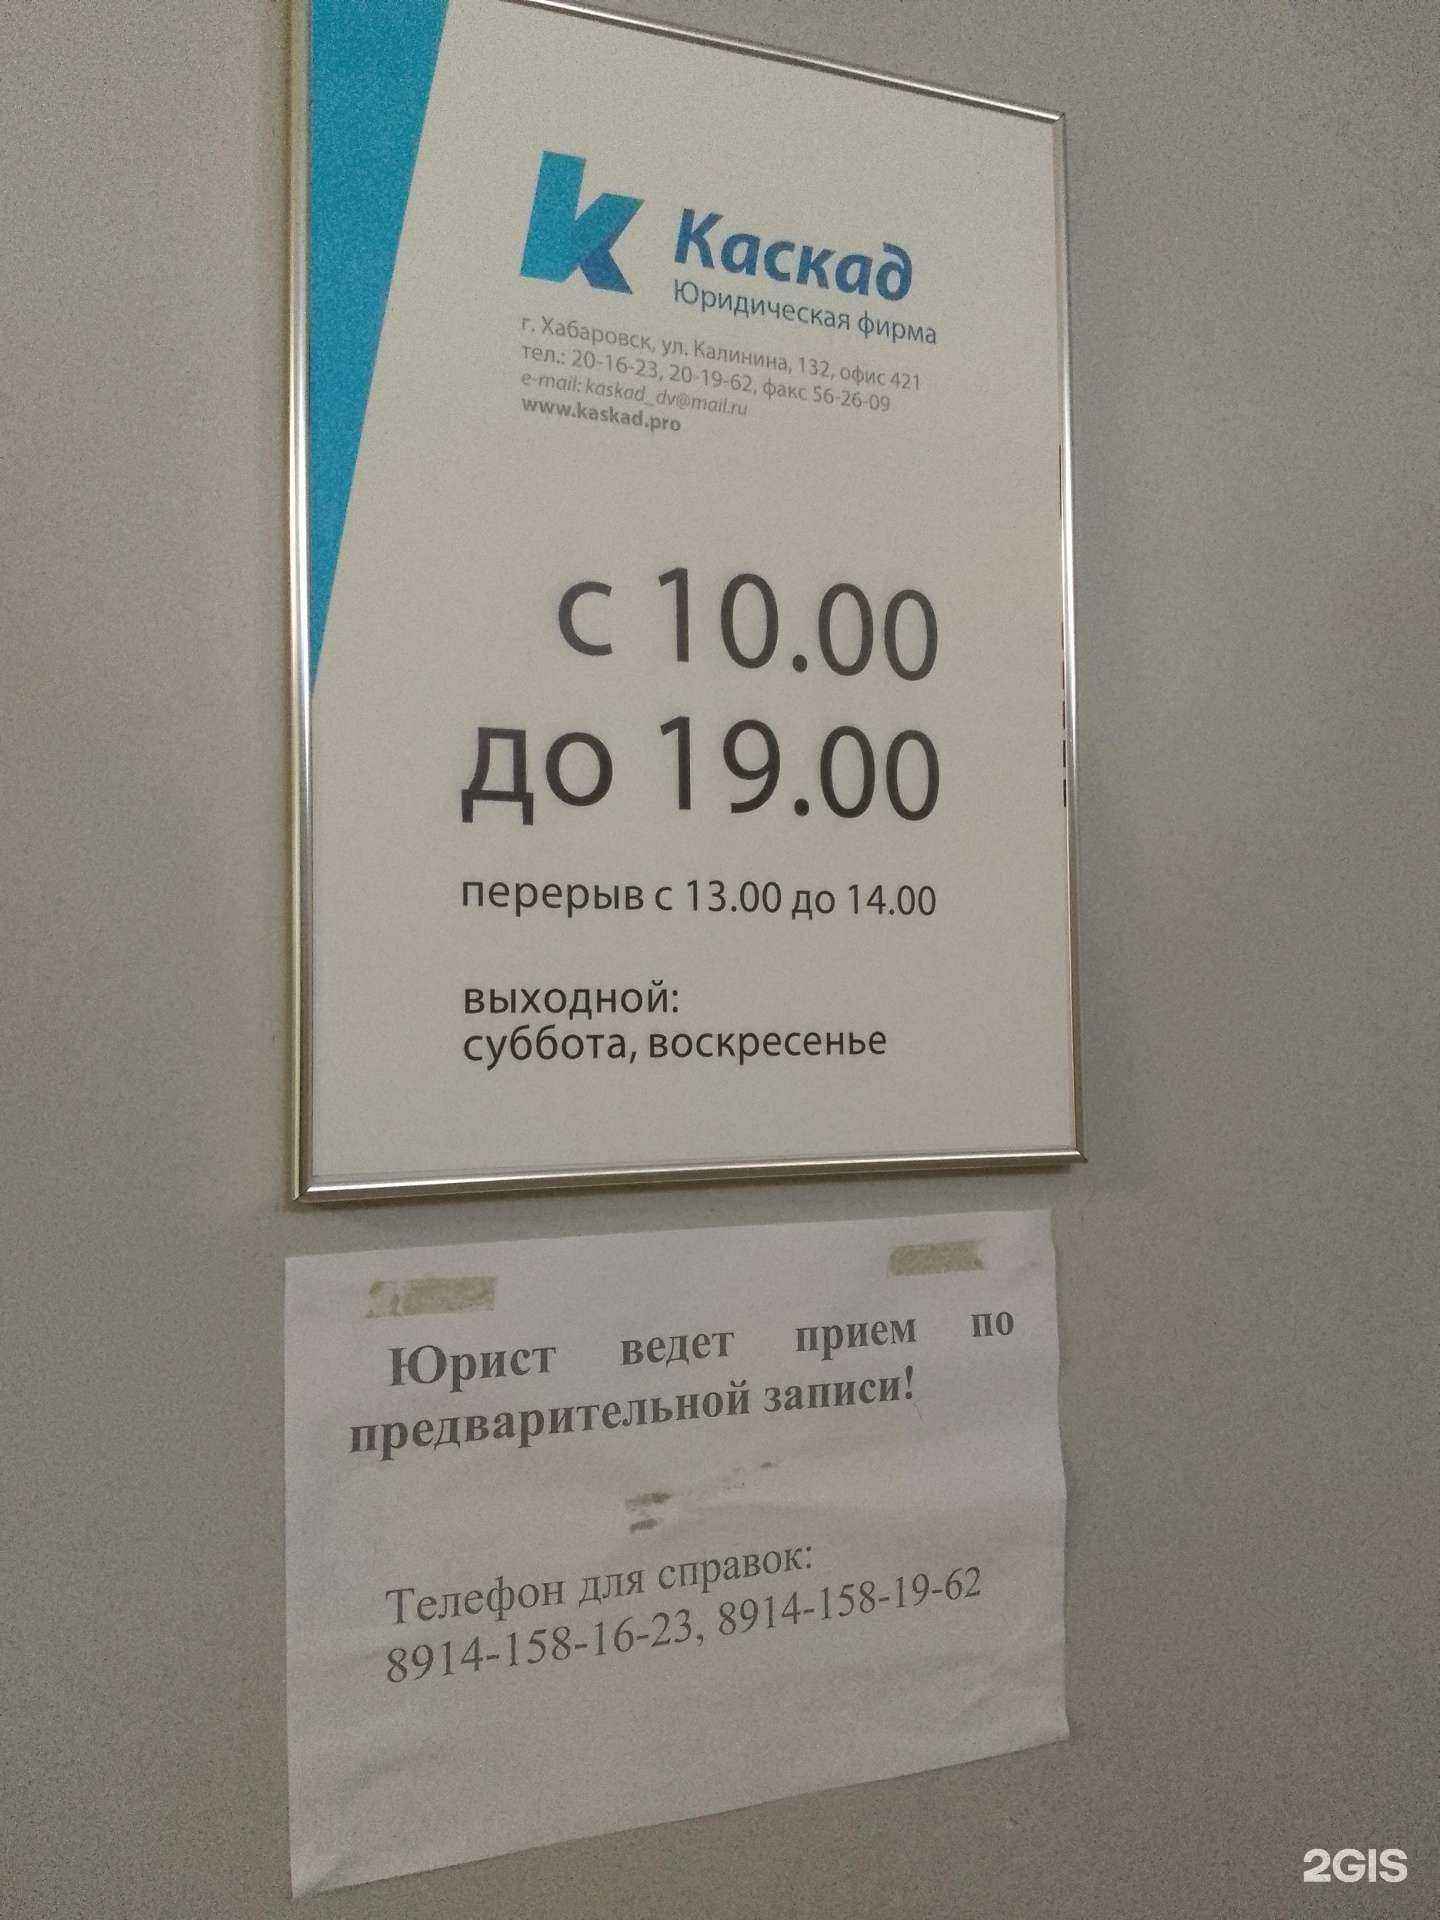 Каскад
Юридическая фирма
г. Хабаровск, ул. Калинина, 132, офис 421
тел.: 20-16-23, 20-19-62, факс 56-26-09
e-mail: kaskad_dv@mail.ru
www.kaskad.pro
с 10.00
до 19.00
перерыв с 13.00 до 14.00
выходной:
суббота, воскресенье
Юрист ведет прием по
предварительной записи!
Телефон для справок:
8914-158-16-23, 8914-158-19-62
2GIS